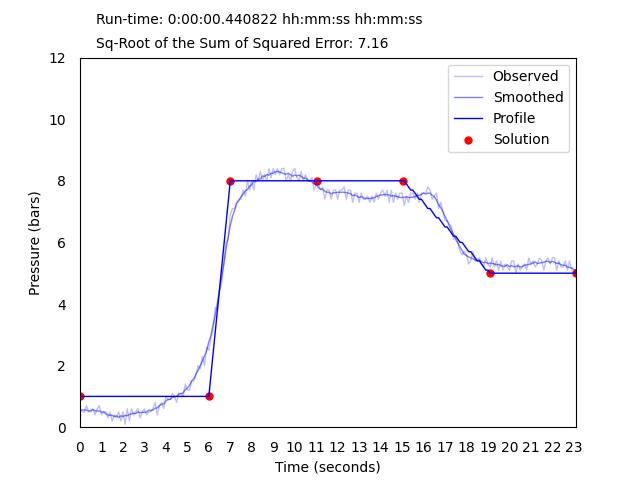 Run-time: 0:00:00.440822 hh:mm:ss hh:mm:ss
Sq-Root of the Sum of Squared Error: 7.16
12
10
8
6
4
2
0
Pressure (bars)
Observed
Smoothed
Profile
Solution
0 1 2 3 4 5 6 7 8 9 10 11 12 13 14 15 16 17 18 19 20 21 22 23
Time (seconds)